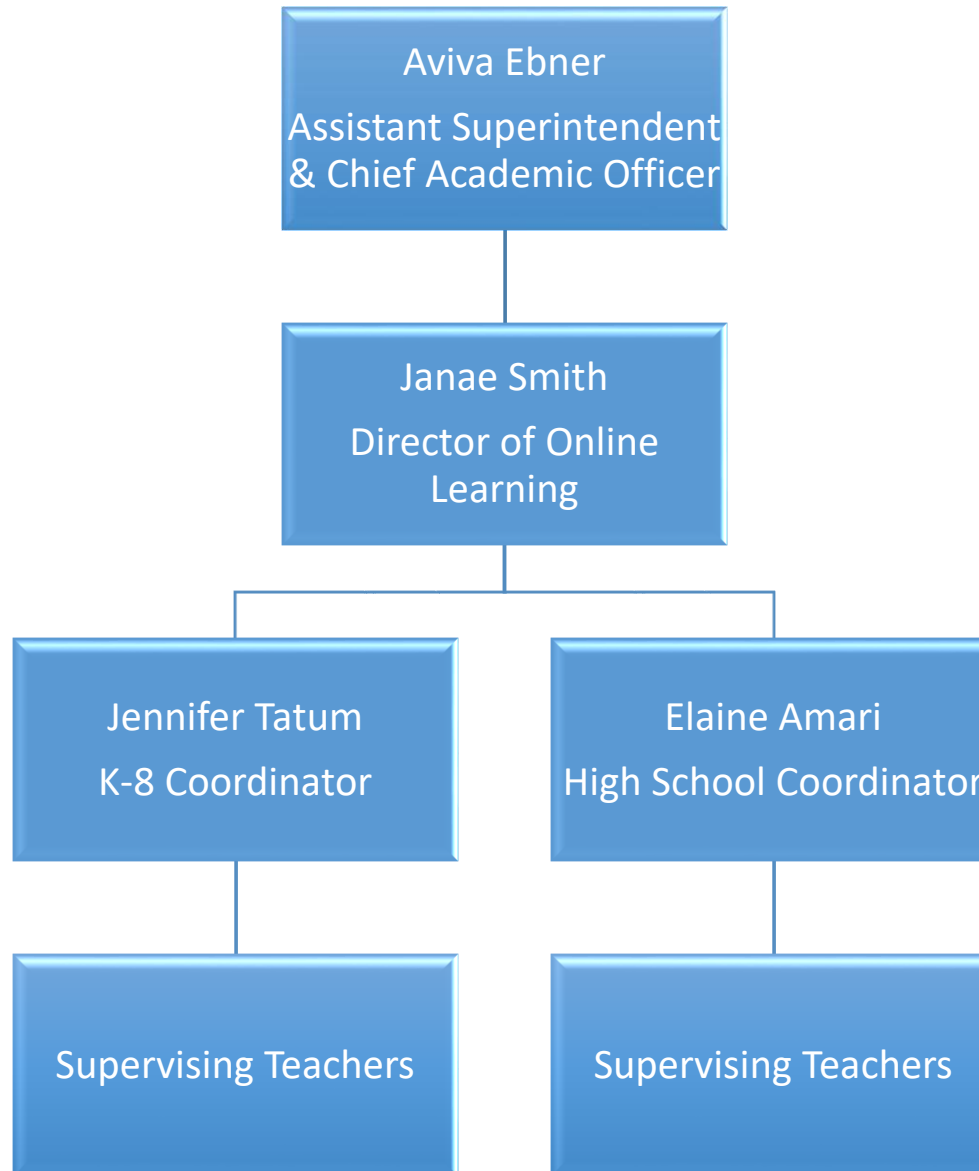 Aviva Ebner
Assistant Superintendent
& Chief Academic Officer
Janae Smith
Director of Online
Learning
Jennifer Tatum
K-8 Coordinator
Elaine Amari
High School Coordinator
Supervising Teachers
Supervising Teachers